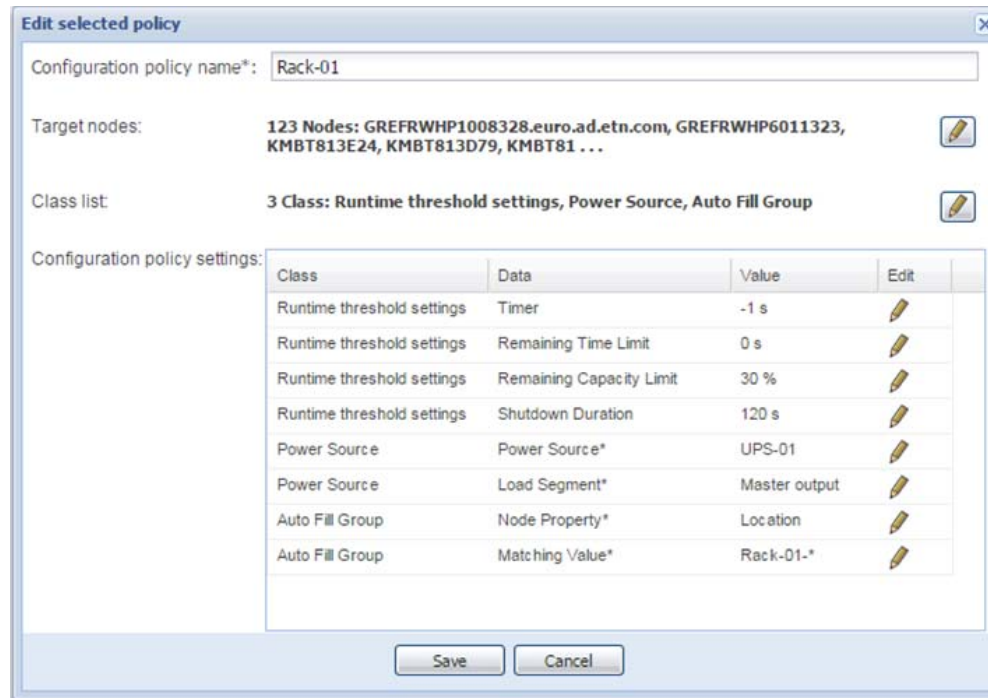 Edit selected policy
Configuration policy name*: Rack-01
Target nodes: 123 Nodes: GREFRWHP1008328.euro.ad.etn.com, GREFRWHP6011323,
KMBT813E24, KMBT813D79, KMBT81 . . .
Class list: 3 Class: Runtime threshold settings, Power Source, Auto Fill Group
Configuration policy settings:
Class Data Value Edit
Runtime threshold settings Timer -1 s
Runtime threshold settings Remaining Time Limit 0 s
Runtime threshold settings Remaining Capacity Limit 30 %
Runtime threshold settings Shutdown Duration 120 s
Power Source Power Source* UPS-01
Power Source Load Segment* Master output
Auto Fill Group Node Property* Location
Auto Fill Group Matching Value* Rack-01-*
Save Cancel